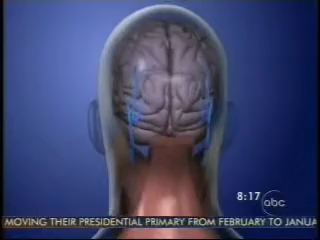 8:17 abc
MOVING THEIR PRESIDENTIAL PRIMARY FROM FEBRUARY TO JANUA